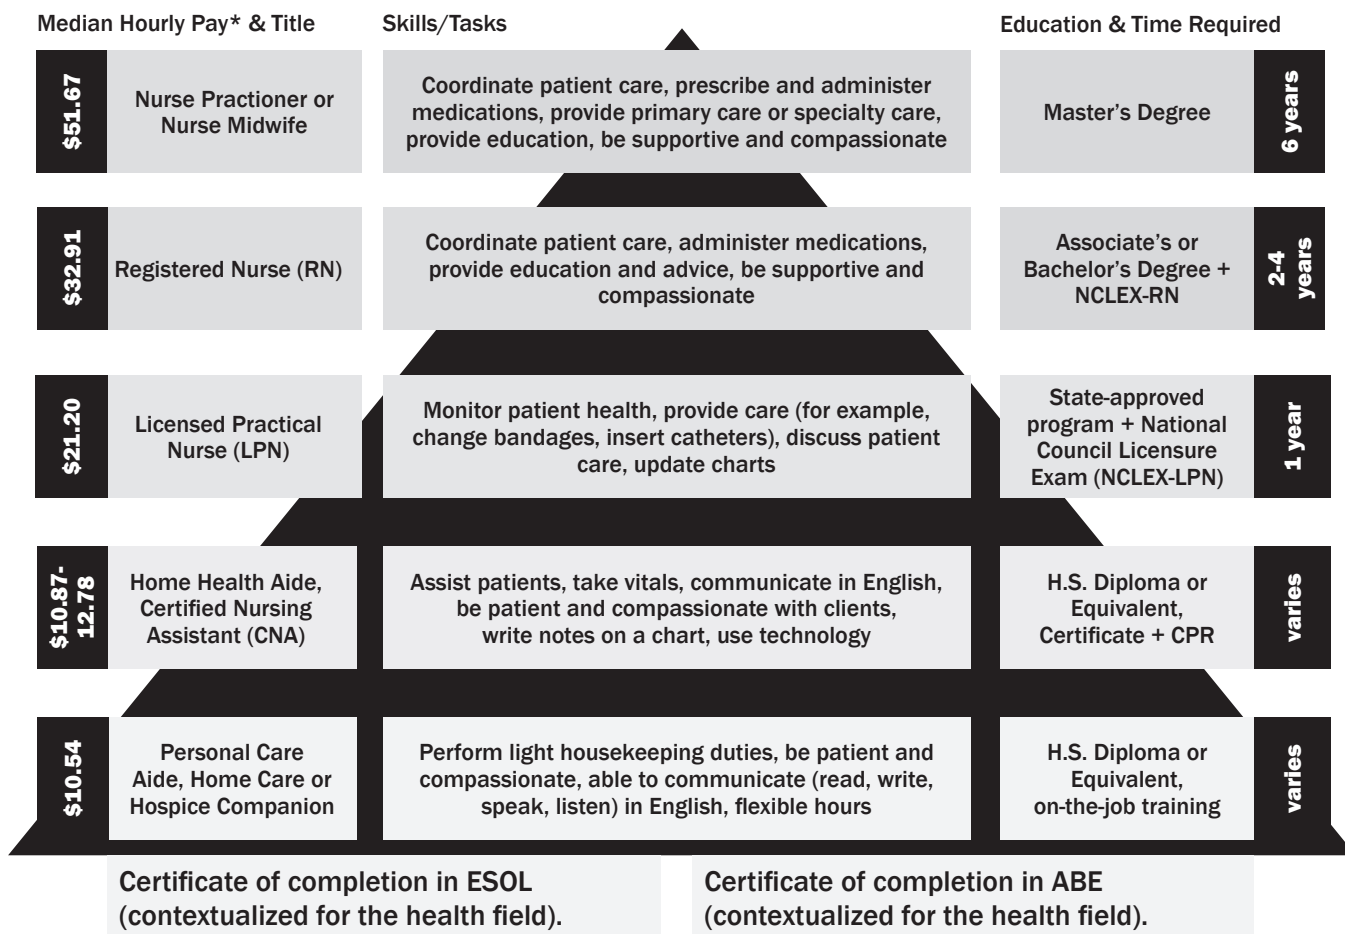 Median Hourly Pay* & Title
Skills/Tasks
Education & Time Required
$51.67
Nurse Practioner or
Nurse Midwife
Coordinate patient care, prescribe and administer
medications, provide primary care or specialty care,
provide education, be supportive and compassionate
Master’s Degree
6 years
$32.91
Registered Nurse (RN)
Coordinate patient care, administer medications,
provide education and advice, be supportive and
compassionate
Associate’s or
Bachelor’s Degree +
NCLEX-RN
2-4
years
$21.20
Licensed Practical
Nurse (LPN)
Monitor patient health, provide care (for example,
change bandages, insert catheters), discuss patient
care, update charts
State-approved
program + National
Council Licensure
Exam (NCLEX-LPN)
1 year
$10.87-
12.78
Home Health Aide,
Certified Nursing
Assistant (CNA)
Assist patients, take vitals, communicate in English,
be patient and compassionate with clients,
write notes on a chart, use technology
H.S. Diploma or
Equivalent,
Certificate + CPR
varies
$10.54
Personal Care
Aide, Home Care or
Hospice Companion
Perform light housekeeping duties, be patient and
compassionate, able to communicate (read, write,
speak, listen) in English, flexible hours
H.S. Diploma or
Equivalent,
on-the-job training
varies
Certificate of completion in ESOL
(contextualized for the health field).
Certificate of completion in ABE
(contextualized for the health field).